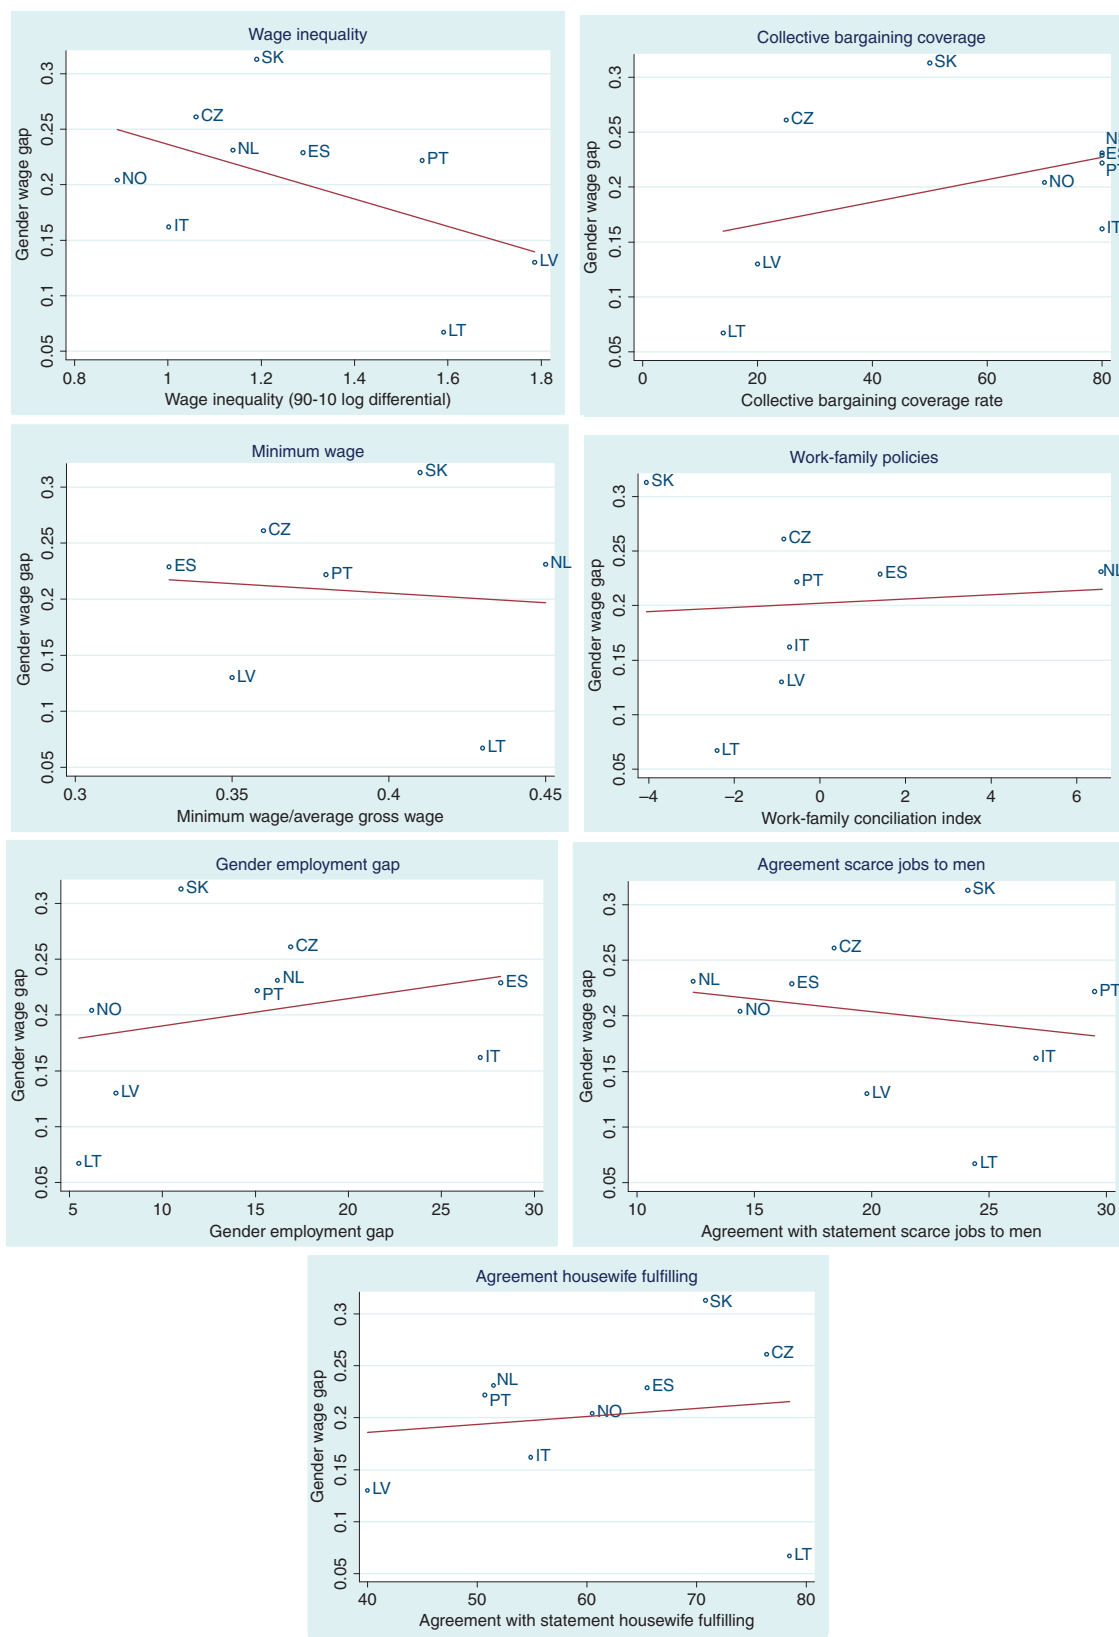 Wage inequality
Gender wage gap
0.3
0.25
0.2
0.15
0.1
0.05
SK
CZ
NL
ES
PT
NO
IT
LV
LT
0.8 1 1.2 1.4 1.6 1.8
Wage inequality (90-10 log differential)
Collective bargaining coverage
Gender wage gap
0.3
0.25
0.2
0.15
0.1
0.05
SK
CZ
ES
NO
IT
LV
LT
0 20 40 60 80
Collective bargaining coverage rate
Minimum wage
Gender wage gap
0.3
0.25
0.2
0.15
0.1
0.05
SK
CZ
ES
PT
NL
LV
LT
0.3 0.35 0.4 0.45
Minimum wage/average gross wage
Work-family policies
Gender wage gap
0.3
0.25
0.2
0.15
0.1
0.05
SK
CZ
PT
ES
NL
IT
LV
LT
−4 −2 0 2 4 6
Work-family conciliation index
Gender employment gap
Gender wage gap
0.3
0.25
0.2
0.15
0.1
0.05
SK
CZ
NL
PT
ES
NO
IT
LV
LT
5 10 15 20 25 30
Gender employment gap
Agreement scarce jobs to men
Gender wage gap
0.3
0.25
0.2
0.15
0.1
0.05
SK
CZ
NL
ES
PT
NO
IT
LV
LT
10 15 20 25 30
Agreement with statement scarce jobs to men
Agreement housewife fulfilling
Gender wage gap
0.3
0.25
0.2
0.15
0.1
0.05
SK
CZ
NL
PT
ES
NO
IT
LV
LT
40 50 60 70 80
Agreement with statement housewife fulfilling